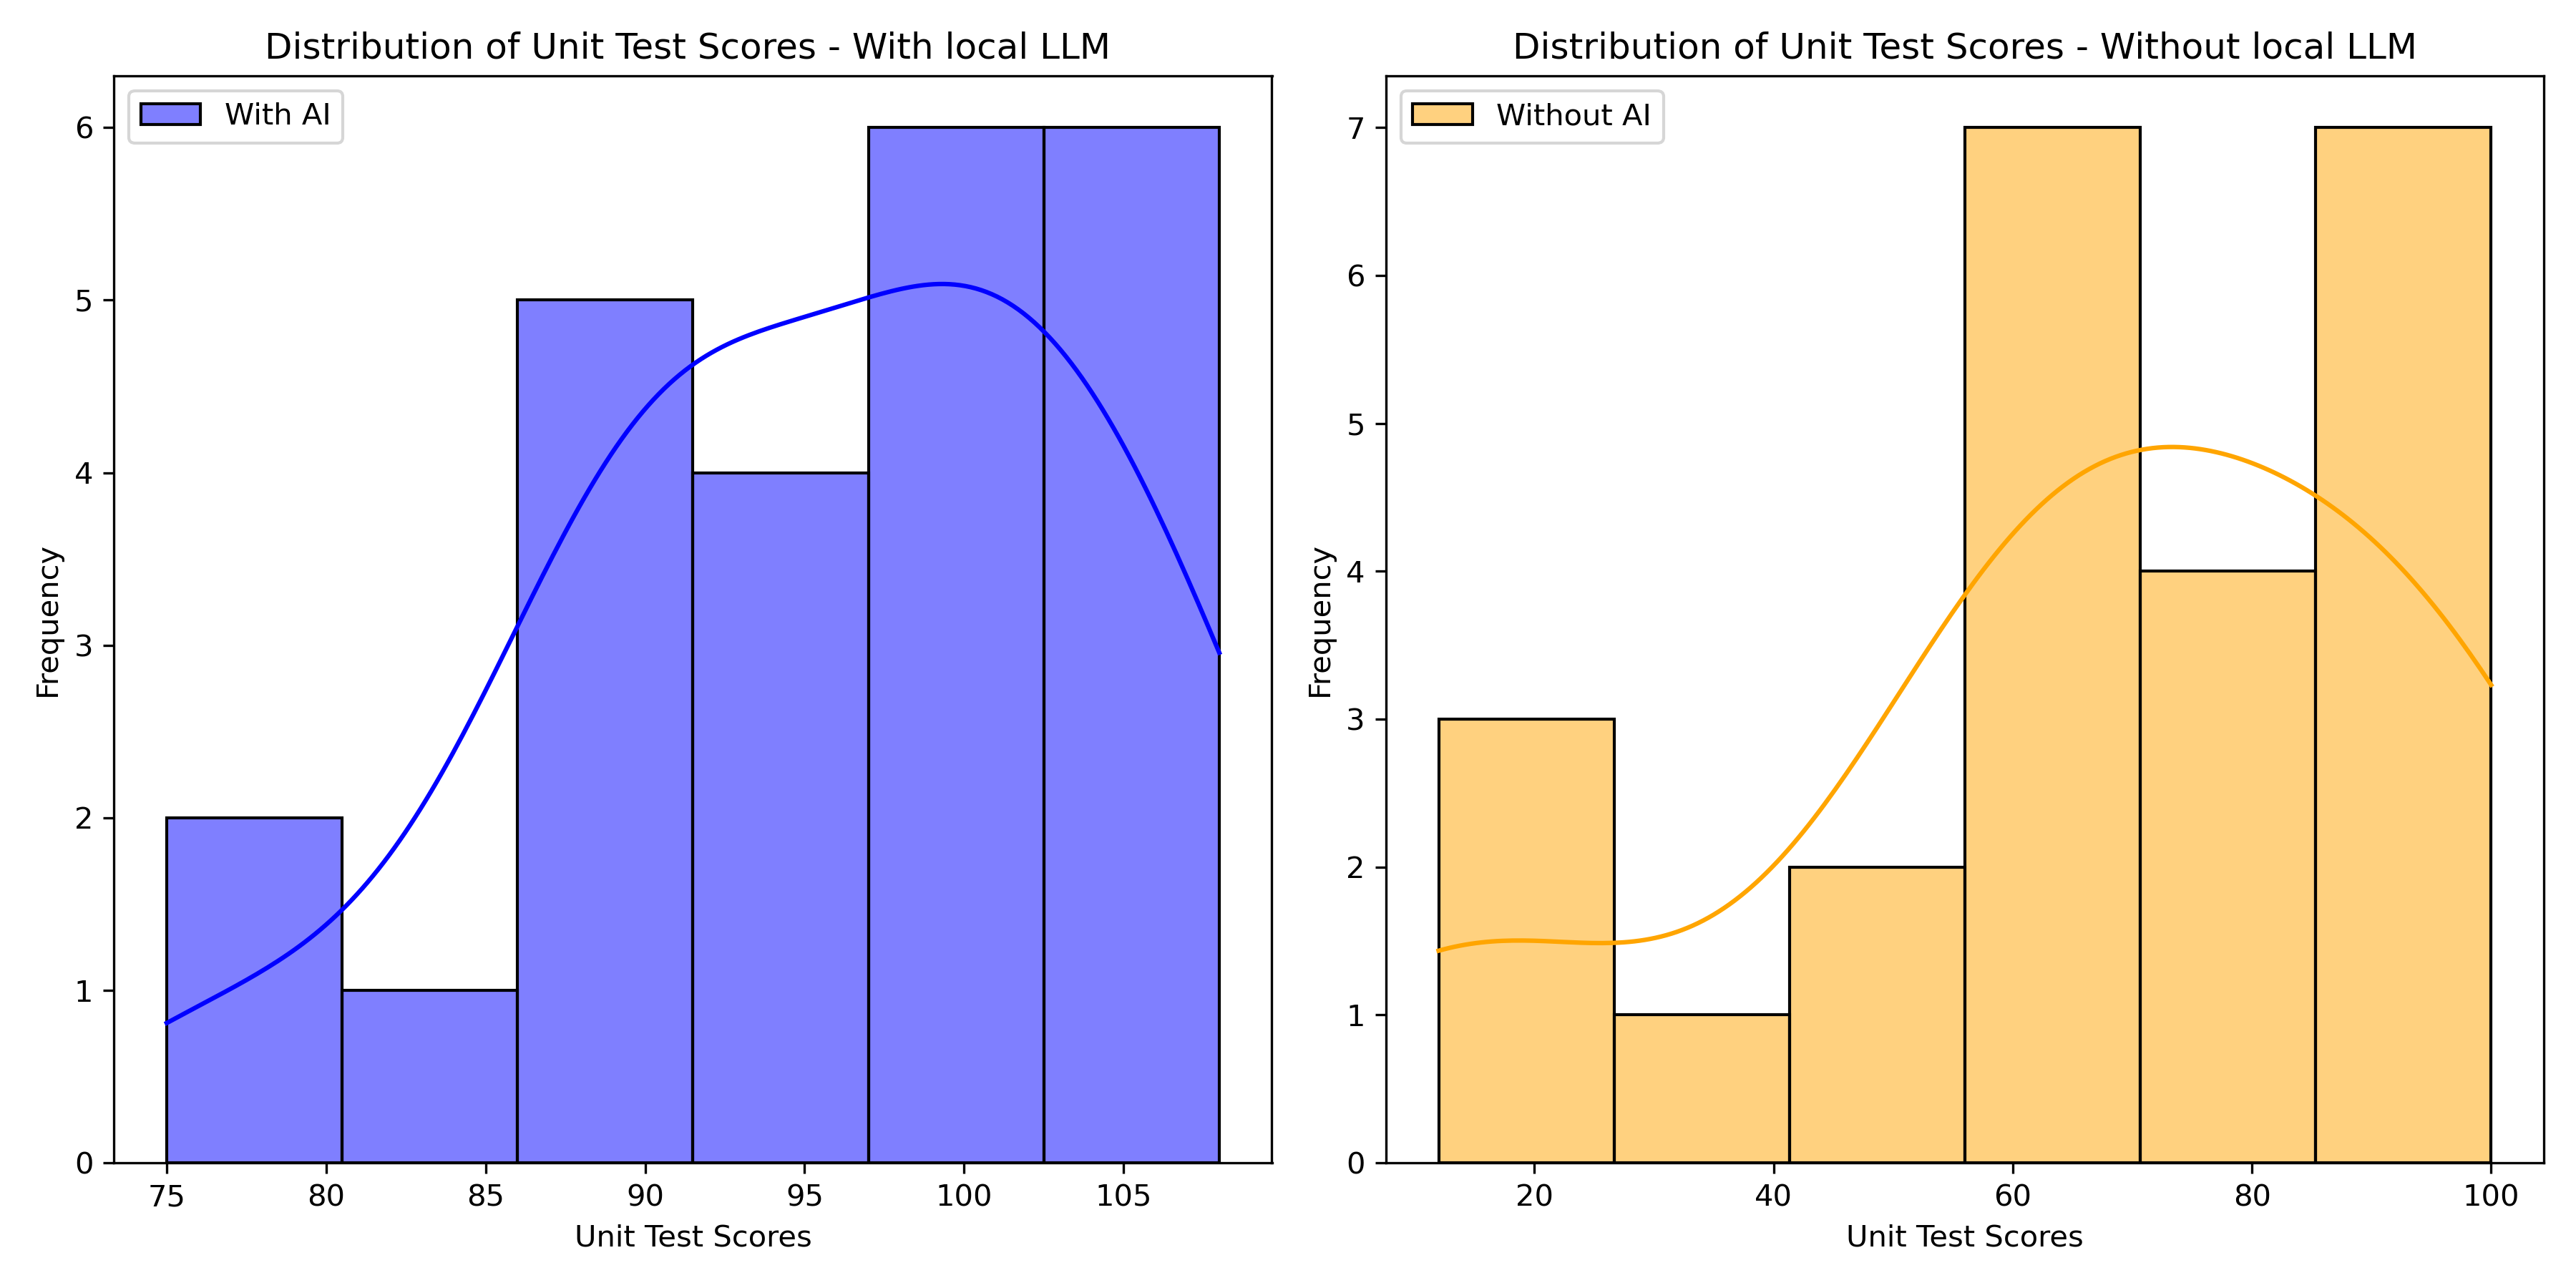 Distribution of Unit Test Scores - With local LLM
With AI
6
5
4
3
2
1
0
Frequency
75 80 85 90 95 100 105
Unit Test Scores
Distribution of Unit Test Scores - Without local LLM
Without AI
7
6
5
4
3
2
1
0
Frequency
20 40 60 80 100
Unit Test Scores